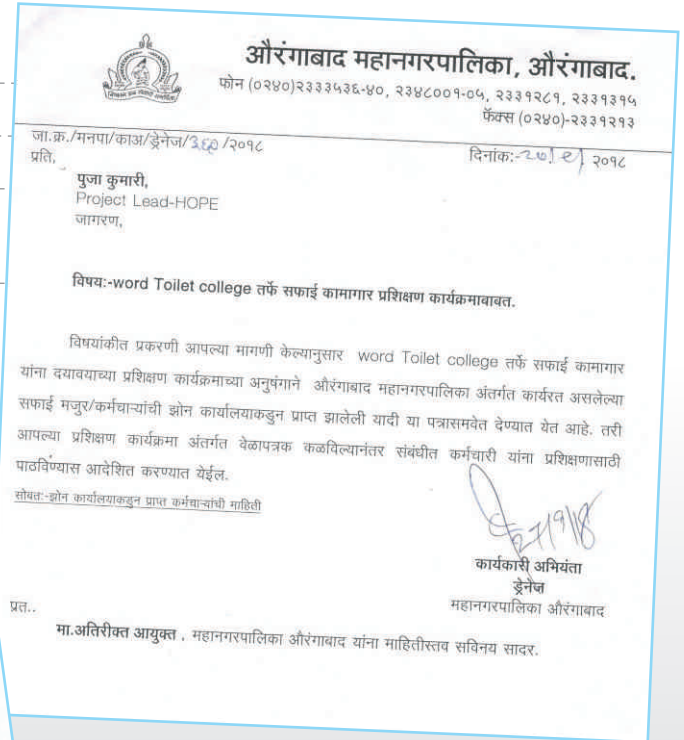 औरंगाबाद महानगरपालिका, औरंगाबाद.
फोन (०२४०)२३३३५३६-४०, २३४८००१-०५, २३३१२८१, २३३१३१५
फॅक्स (०२४०)-२३३१२१३
जा.क्र./मनपा/काअ/ड्रेनेज/३६०/२०१८
दिनांक:-२७/९/ २०१८
प्रति,
पुजा कुमारी,
Project Lead-HOPE
जागरण,
विषय:-word Toilet college तर्फे सफाई कामागार प्रशिक्षण कार्यक्रमाबाबत.
विषयांकीत प्रकरणी आपल्या मागणी केल्यानुसार word Toilet college तर्फे सफाई कामागार
यांना दयावयाच्या प्रशिक्षण कार्यक्रमाच्या अनुषंगाने औरंगाबाद महानगरपालिका अंतर्गत कार्यरत असलेल्या
सफाई मजुर/कर्मचाऱ्यांची झोन कार्यालयाकडुन प्राप्त झालेली यादी या पत्रासमवेत देण्यात येत आहे. तरी
आपल्या प्रशिक्षण कार्यक्रमा अंतर्गत वेळापत्रक कळविल्यानंतर संबंधीत कर्मचारी यांना प्रशिक्षणासाठी
पाठविण्यास आदेशित करण्यात येईल.
सोबत:-झोन कार्यालयाकडुन प्राप्त कर्मचाऱ्यांची माहिती
कार्यकारी अभियंता
ड्रेनेज
महानगरपालिका औरंगाबाद
प्रत..
मा.अतिरीक्त आयुक्त , महानगरपालिका औरंगाबाद यांना माहितीस्तव सविनय सादर.